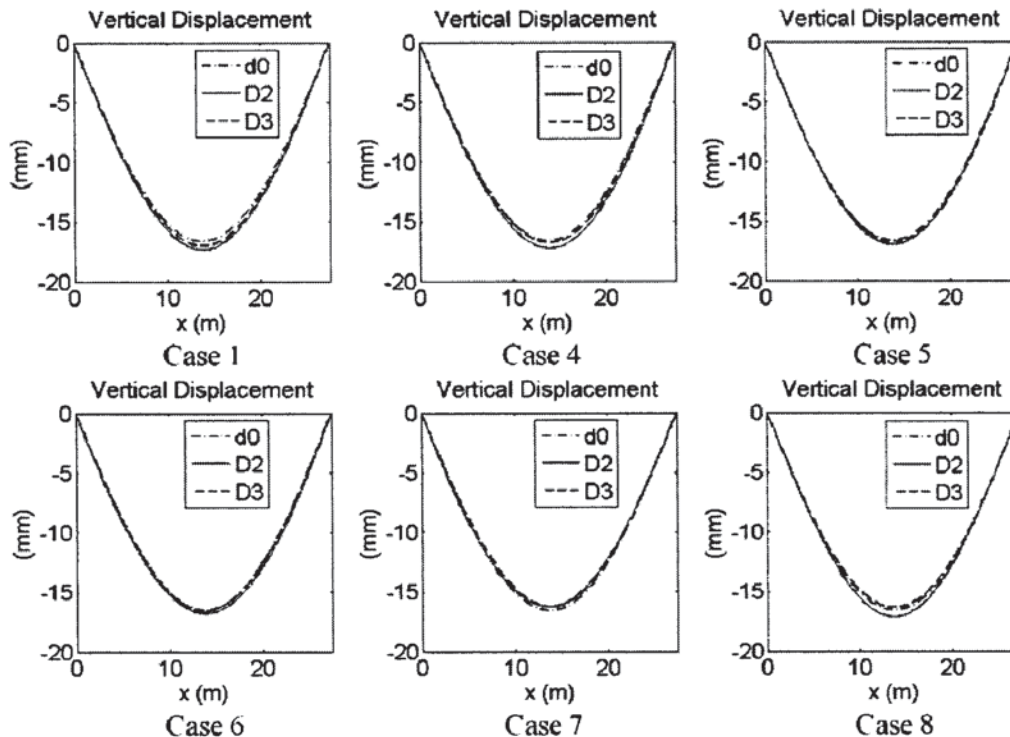 Vertical Displacement
0
-5
-10
-15
-20
(mm)
d0
D2
D3
0
10
20
x (m)
Case 1
Vertical Displacement
0
-5
-10
-15
-20
(mm)
d0
D2
D3
0
10
20
x (m)
Case 4
Vertical Displacement
0
-5
-10
-15
-20
(mm)
d0
D2
D3
0
10
20
x (m)
Case 5
Vertical Displacement
0
-5
-10
-15
-20
(mm)
d0
D2
D3
0
10
20
x (m)
Case 6
Vertical Displacement
0
-5
-10
-15
-20
(mm)
d0
D2
D3
0
10
20
x (m)
Case 7
Vertical Displacement
0
-5
-10
-15
-20
(mm)
d0
D2
D3
0
10
20
x (m)
Case 8